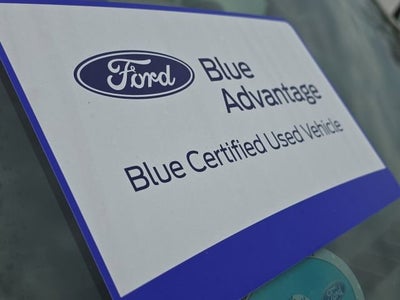 Ford
Blue
Advantage
Blue Certified Used Vehicle